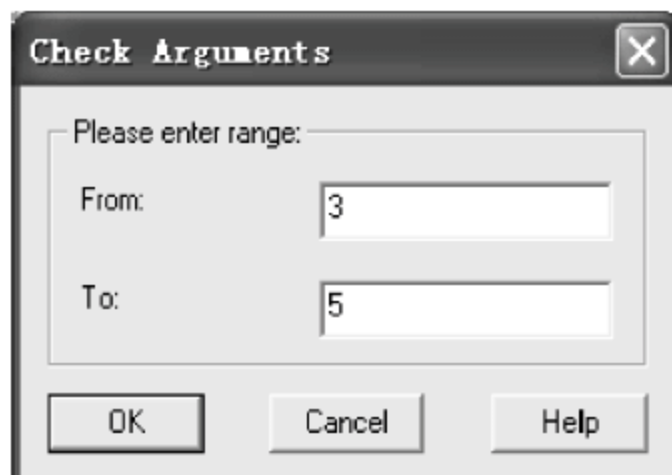 Check Arguments
Please enter range:
From:
3
To:
5
OK
Cancel
Help